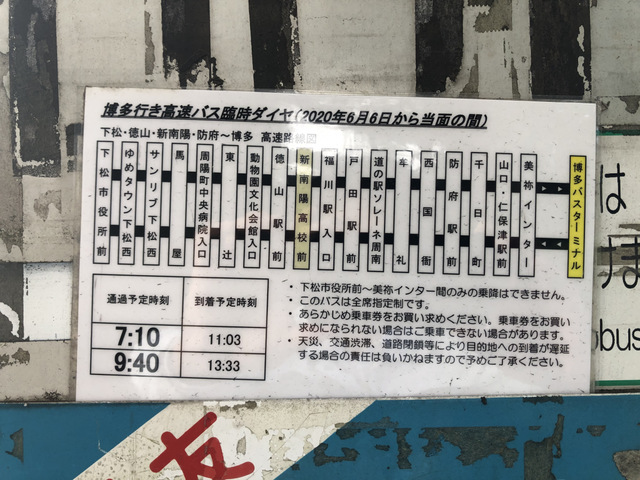 博多行き高速バス臨時ダイヤ(2020年6月6日から当面の間)
下松・徳山・新南陽・防府～博多 高速路線図
下松市役所前
ゆめタウン下松西
サンリブ下松西
馬屋
周陽町中央病院入口
東辻
動物園文化会館入口
徳山駅前
新南陽高校前
福川駅入口
戸田駅前
道の駅ソレーネ周南
牟礼
西国衙
防府駅前
千日町
山口・仁保津駅前
美祢インター
博多バスターミナル
通過予定時刻 到着予定時刻
7:10 11:03
9:40 13:33
・下松市役所前～美祢インター間のみの乗降はできません。
・このバスは全席指定制です。
・あらかじめ乗車券をお買い求めください。乗車券をお買い
求めになられない場合はご乗車できない場合があります。
・天災、交通渋滞、道路閉鎖等により目的地への到着が遅延
する場合の責任は負いかねますので予めご了承ください。
は
ぼ
obus
友